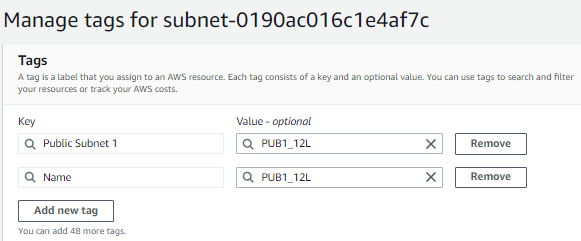 Manage tags for subnet-0190ac016c1e4af7c
Tags
A tag is a label that you assign to an AWS resource. Each tag consists of a key and an optional value. You can use tags to search and filter
your resources or track your AWS costs.
Key Value - optional
Public Subnet 1 PUB1_12L Remove
Name PUB1_12L Remove
Add new tag
You can add 48 more tags.